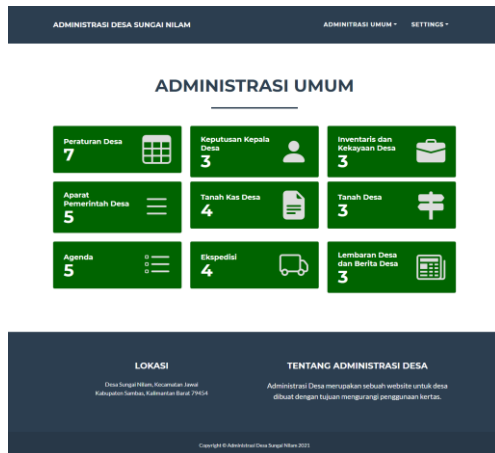 ADMINISTRASI DESA SUNGAI NILAM
ADMINITRASI UMUM
SETTINGS
ADMINISTRASI UMUM
Peraturan Desa
7
Keputusan Kepala
Desa
3
Inventaris dan
Kekayaan Desa
3
Aparat
Pemerintah Desa
5
Tanah Kas Desa
4
Tanah Desa
3
Agenda
5
Ekspedisi
4
Lembaran Desa
dan Berita Desa
3
LOKASI
Desa Sungai Nilam, Kecamatan Jawai
Kabupaten Sambas, Kalimantan Barat 79454
TENTANG ADMINISTRASI DESA
Administrasi Desa merupakan sebuah website untuk desa
dibuat dengan tujuan mengurangi penggunaan kertas.
Copyright © Administrasi Desa Sungai Nilam 2021